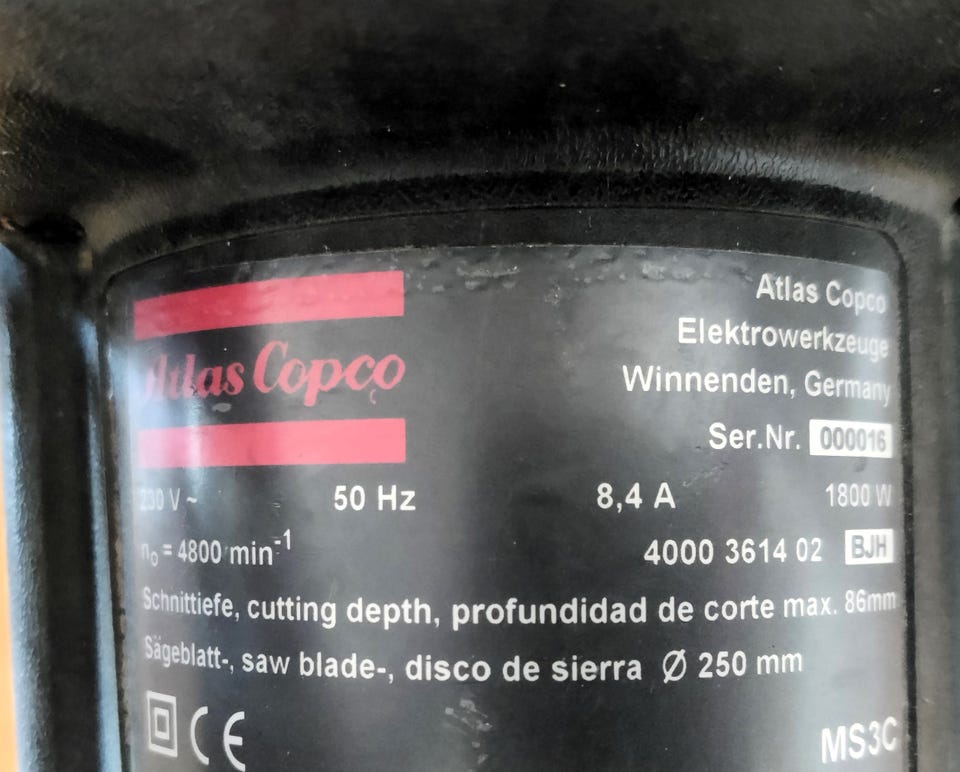 Atlas Copco
Atlas Copco
Elektrowerkzeuge
Winnenden, Germany
Ser.Nr. 000016
230 V ~ 50 Hz 8,4 A 1800 W
n₀ = 4800 min⁻¹ 4000 3614 02 BJH
Schnittiefe, cutting depth, profundidad de corte max. 86mm
Sägeblatt-, saw blade-, disco de sierra Ø 250 mm
CE MS3C